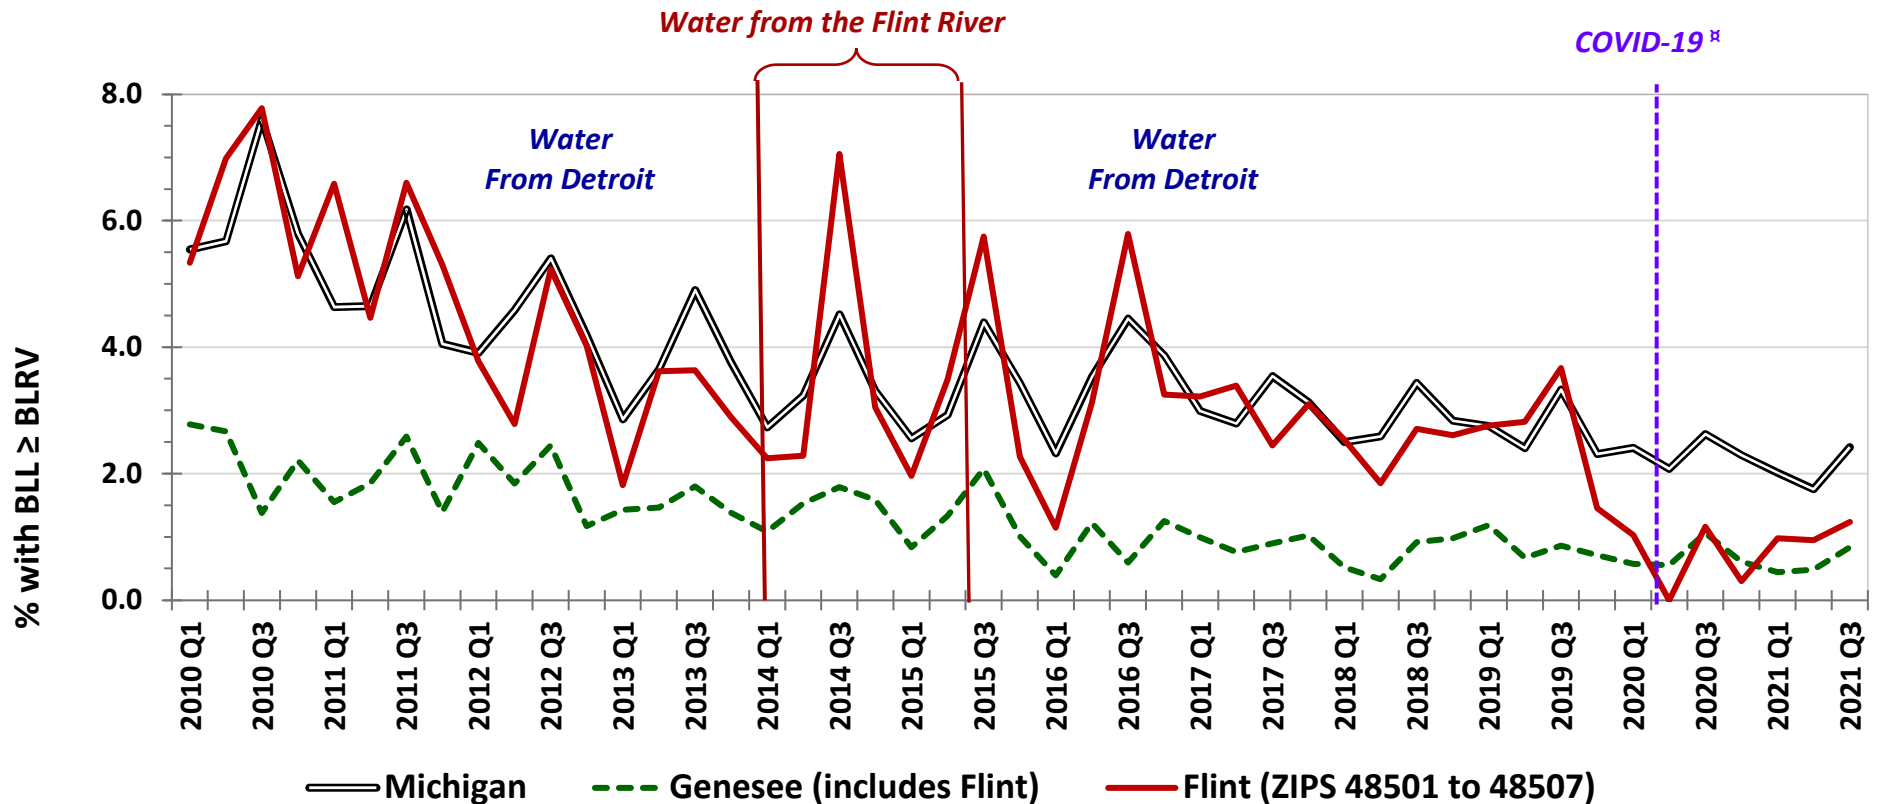 Water from the Flint River
COVID-19 ¤
8.0
6.0
4.0
2.0
0.0
% with BLL ≥ BLRV
Water
From Detroit
Water
From Detroit
2010 Q1
2010 Q3
2011 Q1
2011 Q3
2012 Q1
2012 Q3
2013 Q1
2013 Q3
2014 Q1
2014 Q3
2015 Q1
2015 Q3
2016 Q1
2016 Q3
2017 Q1
2017 Q3
2018 Q1
2018 Q3
2019 Q1
2019 Q3
2020 Q1
2020 Q3
2021 Q1
2021 Q3
Michigan
Genesee (includes Flint)
Flint (ZIPS 48501 to 48507)